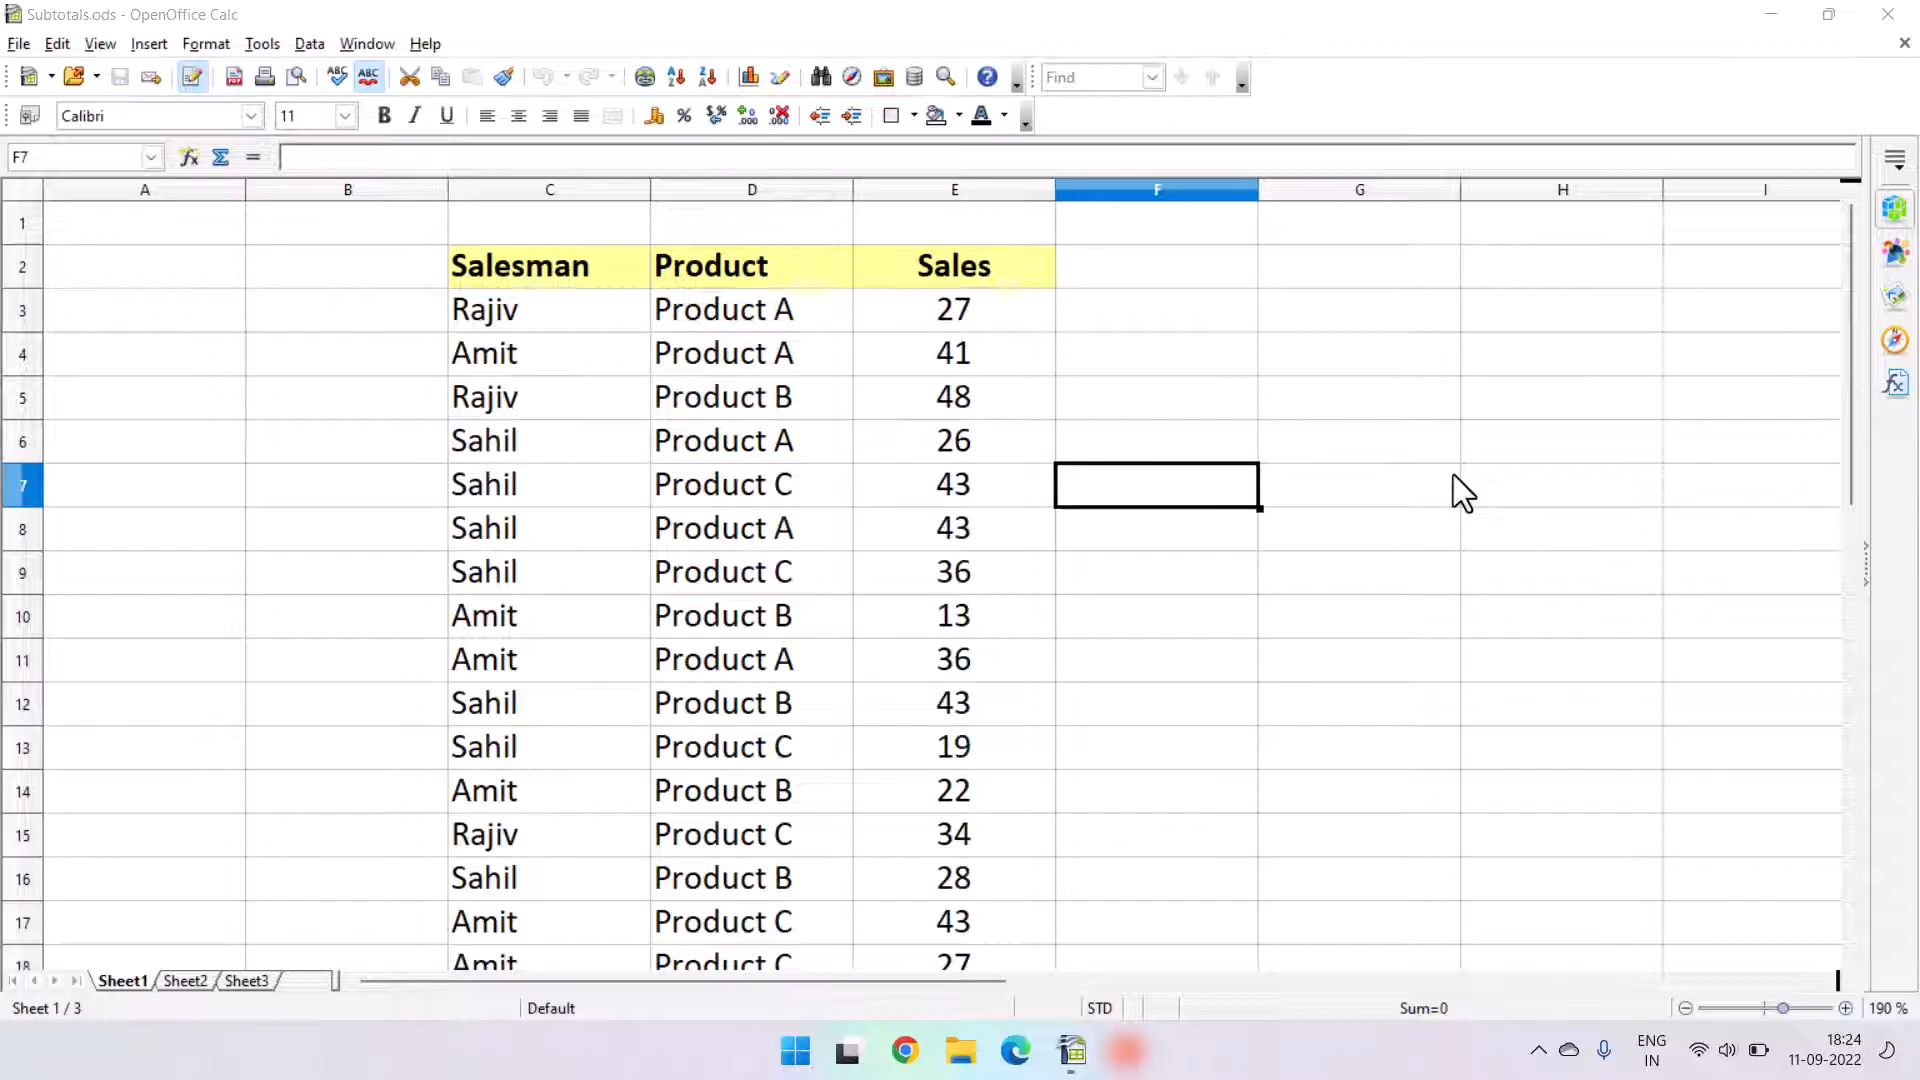 Subtotals.ods - OpenOffice Calc
File Edit View Insert Format Tools Data Window Help
Find
Calibri 11
F7
A B C D E F G H I
1
2 Salesman Product Sales
3 Rajiv Product A 27
4 Amit Product A 41
5 Rajiv Product B 48
6 Sahil Product A 26
7 Sahil Product C 43
8 Sahil Product A 43
9 Sahil Product C 36
10 Amit Product B 13
11 Amit Product A 36
12 Sahil Product B 43
13 Sahil Product C 19
14 Amit Product B 22
15 Rajiv Product C 34
16 Sahil Product B 28
17 Amit Product C 43
18 Amit Product C 27
Sheet1 Sheet2 Sheet3
Sheet 1 / 3 Default STD Sum=0 190 %
ENG 18:24
IN 11-09-2022